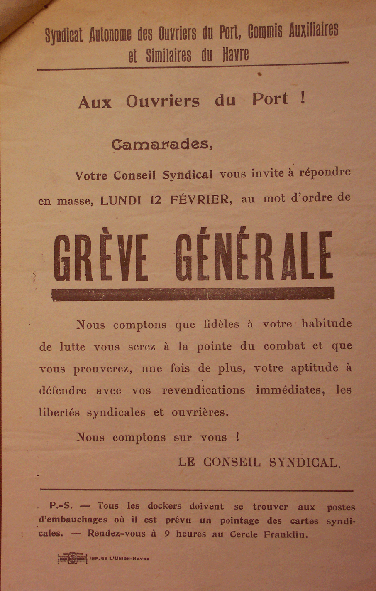 Syndicat Autonome des Ouvriers du Port, Commis Auxiliaires
et Similaires du Havre
Aux Ouvriers du Port !
Camarades,
Votre Conseil Syndical vous invite à répondre
en masse, LUNDI 12 FÉVRIER, au mot d'ordre de
GRÈVE GÉNÉRALE
Nous comptons que fidèles à votre habitude
de lutte vous serez à la pointe du combat et que
vous prouverez, une fois de plus, votre aptitude à
défendre avec vos revendications immédiates, les
libertés syndicales et ouvrières.
Nous comptons sur vous !
LE CONSEIL SYNDICAL.
P.-S. — Tous les dockers doivent se trouver aux postes
d'embauchages où il est prévu un pointage des cartes syndi-
cales. — Rendez-vous à 9 heures au Cercle Franklin.